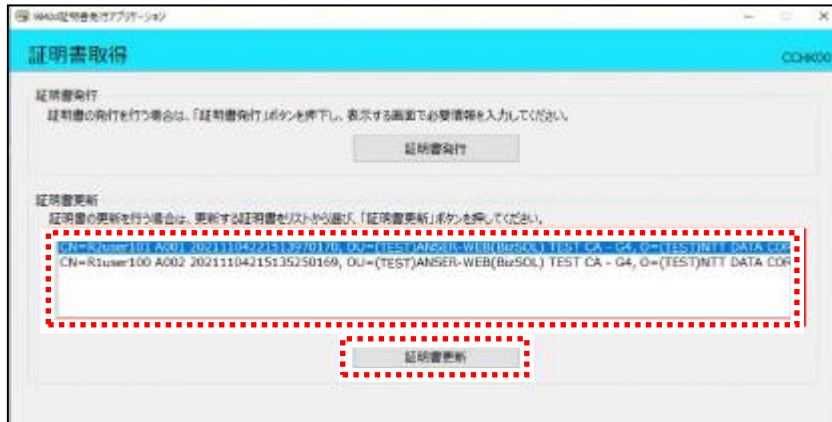 証明書発行アプリケーション
証明書取得
CCHK00
証明書発行
証明書の発行を行う場合は、「証明書発行」ボタンを押下し、表示する画面で必要情報を入力してください。
証明書発行
証明書更新
証明書の更新を行う場合は、更新する証明書をリストから選び、「証明書更新」ボタンを押してください。
A001 OU=(TEST)ANSER-WEB(BizSOL) TEST CA - G4, O=(TEST)NTT DATA COR
CN=R1user100 A002 20211104215135250169, OU=(TEST)ANSER-WEB(BizSOL) TEST CA - G4, O=(TEST)NTT DATA COR
証明書更新